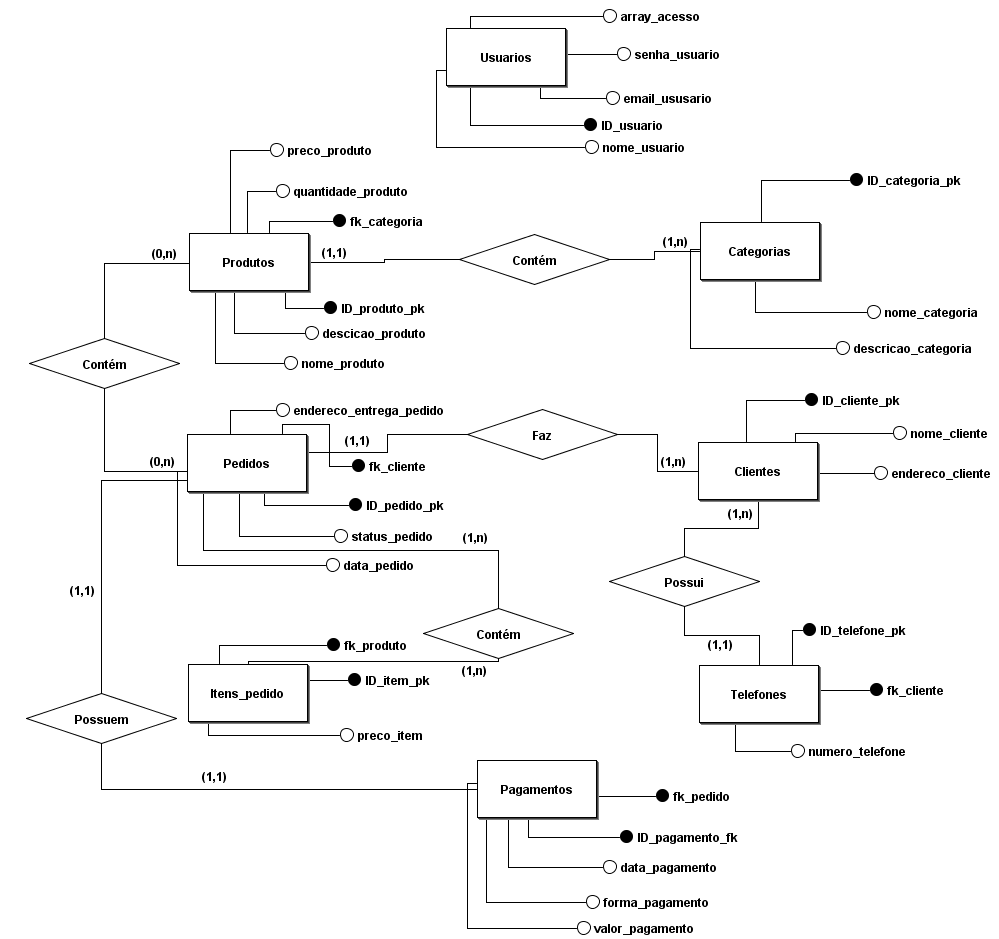 array_acesso
Usuarios
senha_usuario
email_ususario
ID_usuario
nome_usuario
preco_produto
quantidade_produto
fk_categoria
ID_categoria_pk
(0,n)
Produtos
(1,1)
Contém
(1,n)
Categorias
ID_produto_pk
descicao_produto
nome_produto
nome_categoria
descricao_categoria
Contém
endereco_entrega_pedido
ID_cliente_pk
(0,n)
Pedidos
(1,1)
fk_cliente
Faz
(1,n)
Clientes
nome_cliente
endereco_cliente
ID_pedido_pk
status_pedido
data_pedido
(1,n)
(1,n)
(1,1)
Possui
Contém
(1,n)
fk_produto
Itens_pedido
ID_item_pk
preco_item
(1,1)
ID_telefone_pk
Telefones
fk_cliente
numero_telefone
Possuem
(1,1)
Pagamentos
fk_pedido
ID_pagamento_fk
data_pagamento
forma_pagamento
valor_pagamento